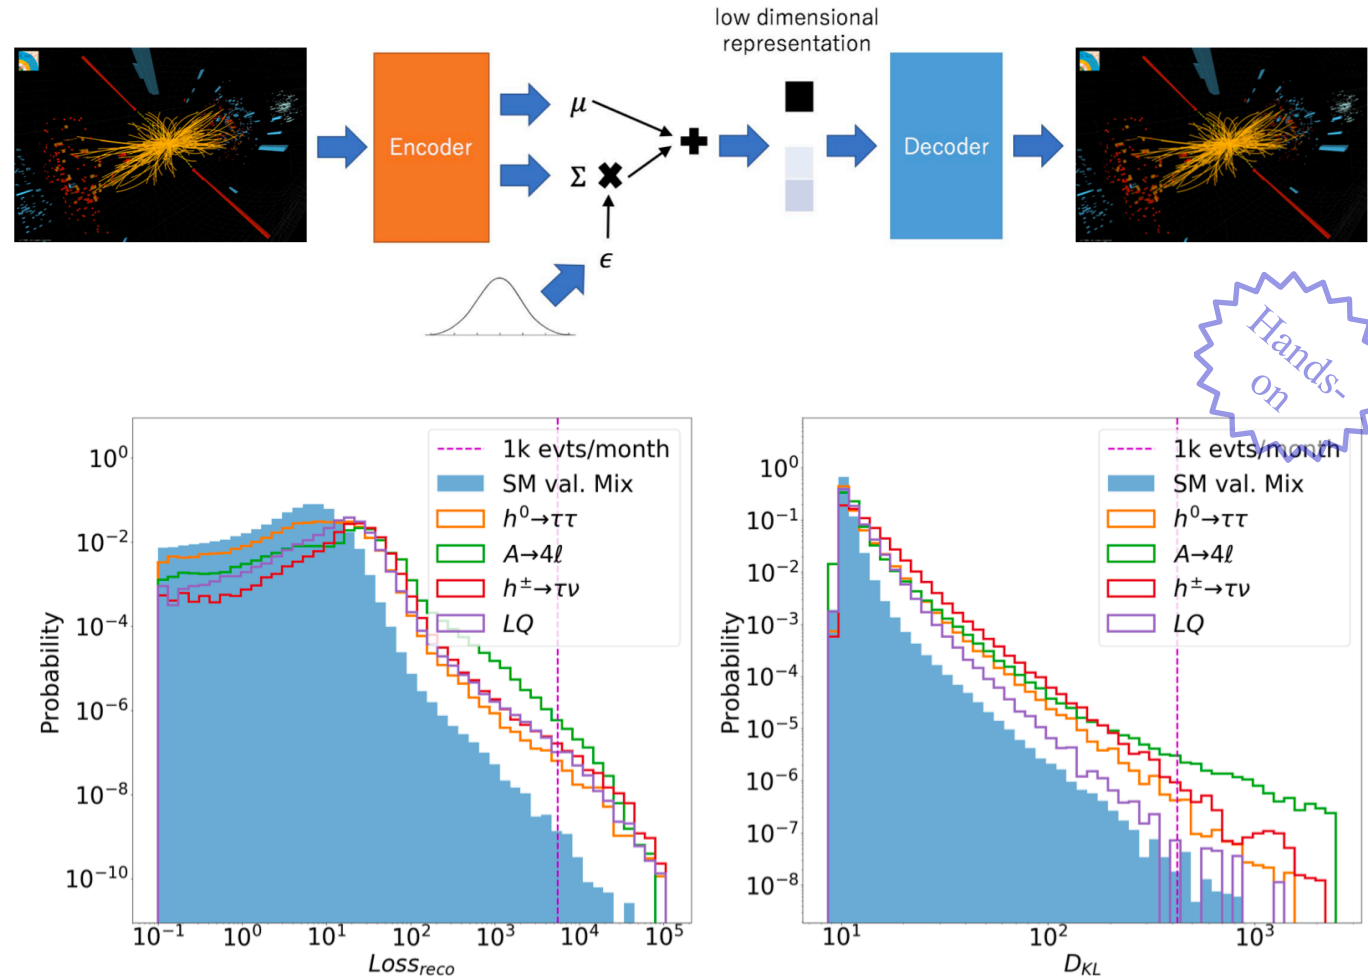 low dimensional
representation
Encoder
μ
Σ
ϵ
Decoder
Hands-
on
10⁰
10⁻²
10⁻⁴
10⁻⁶
10⁻⁸
10⁻¹⁰
Probability
1k evts/month
SM val. Mix
h⁰→ττ
A→4ℓ
h±→τν
LQ
10⁻¹ 10⁰ 10¹ 10² 10³ 10⁴ 10⁵
Loss_reco
10⁰
10⁻¹
10⁻²
10⁻³
10⁻⁴
10⁻⁵
10⁻⁶
10⁻⁷
10⁻⁸
Probability
1k evts/month
SM val. Mix
h⁰→ττ
A→4ℓ
h±→τν
LQ
10¹ 10² 10³
D_KL